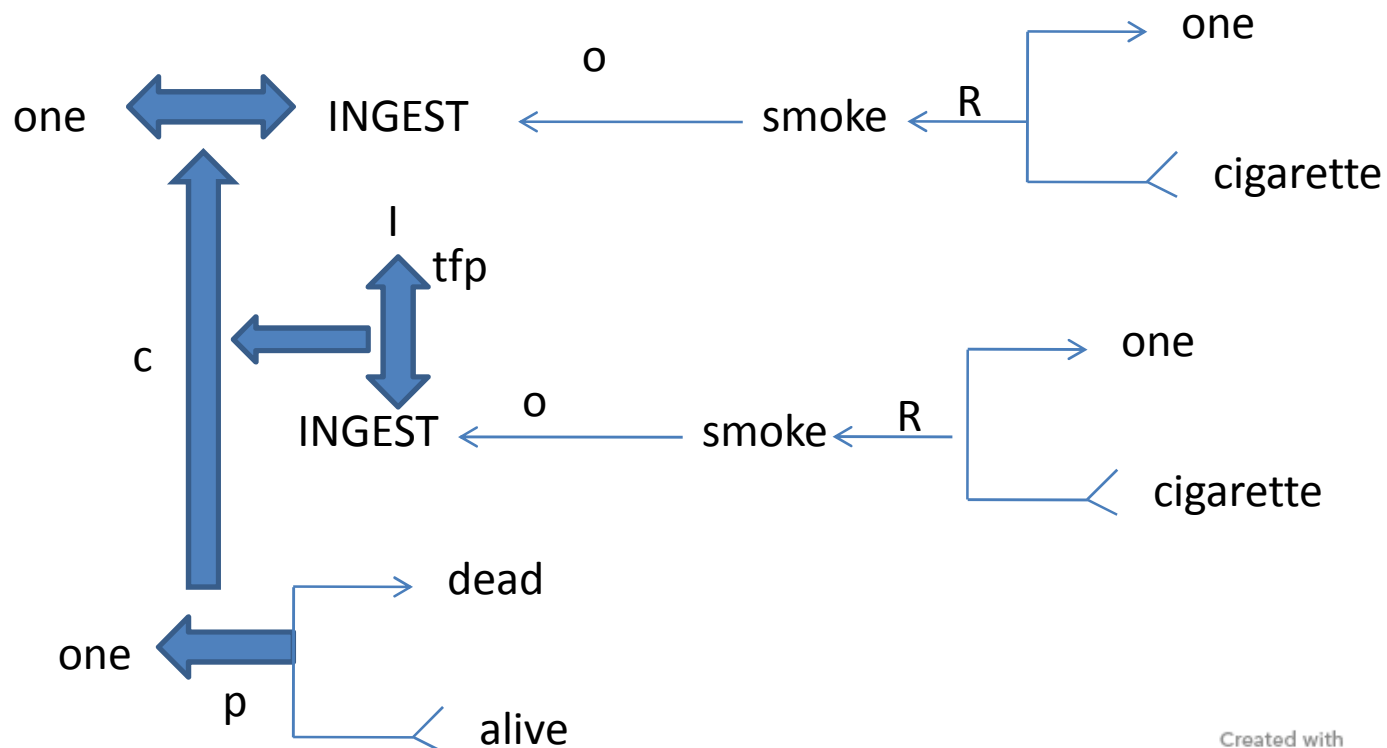 one
o
one
INGEST
smoke
R
cigarette
I
tfp
c
one
o
INGEST
smoke
R
cigarette
dead
one
p
alive
Created with